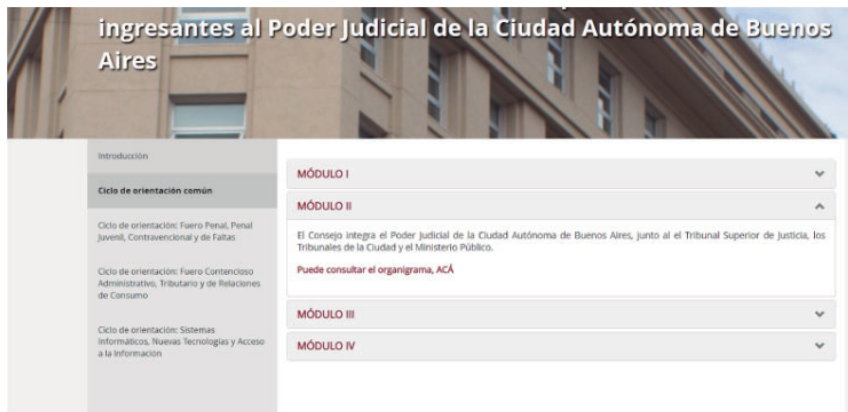 ingresantes al Poder Judicial de la Ciudad Autónoma de Buenos
Aires
Introducción
Ciclo de orientación común
Ciclo de orientación: Fuero Penal, Penal
Juvenil, Contravencional y de Faltas
Ciclo de orientación: Fuero Contencioso
Administrativo, Tributario y de Relaciones
de Consumo
Ciclo de orientación: Sistemas
Informáticos, Nuevas Tecnologías y Acceso
a la Información
MÓDULO I
MÓDULO II
El Consejo integra el Poder Judicial de la Ciudad Autónoma de Buenos Aires, junto al el Tribunal Superior de Justicia, los
Tribunales de la Ciudad y el Ministerio Público.
Puede consultar el organigrama, ACÁ
MÓDULO III
MÓDULO IV